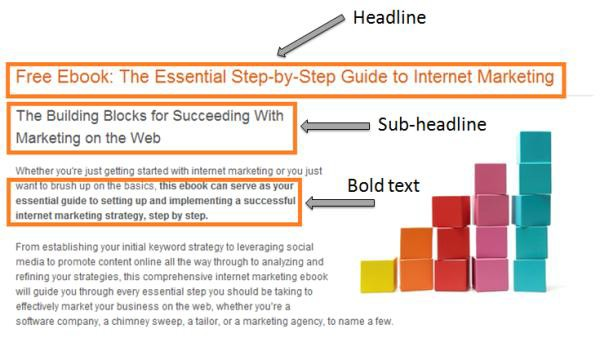 Headline
Free Ebook: The Essential Step-by-Step Guide to Internet Marketing
The Building Blocks for Succeeding With
Marketing on the Web
Sub-headline
Whether you're just getting started with internet marketing or you just
want to brush up on the basics, this ebook can serve as your
essential guide to setting up and implementing a successful
internet marketing strategy, step by step.
Bold text
From establishing your initial keyword strategy to leveraging social
media to promote content online all the way through to analyzing and
refining your strategies, this comprehensive internet marketing ebook
will guide you through every essential step you should be taking to
effectively market your business on the web, whether you're a
software company, a chimney sweep, a tailor, or a marketing agency, to name a few.